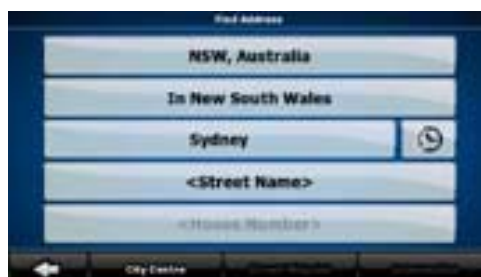 Find Address
NSW, Australia
In New South Wales
Sydney
<Street Name>
<House Number>
City Centre